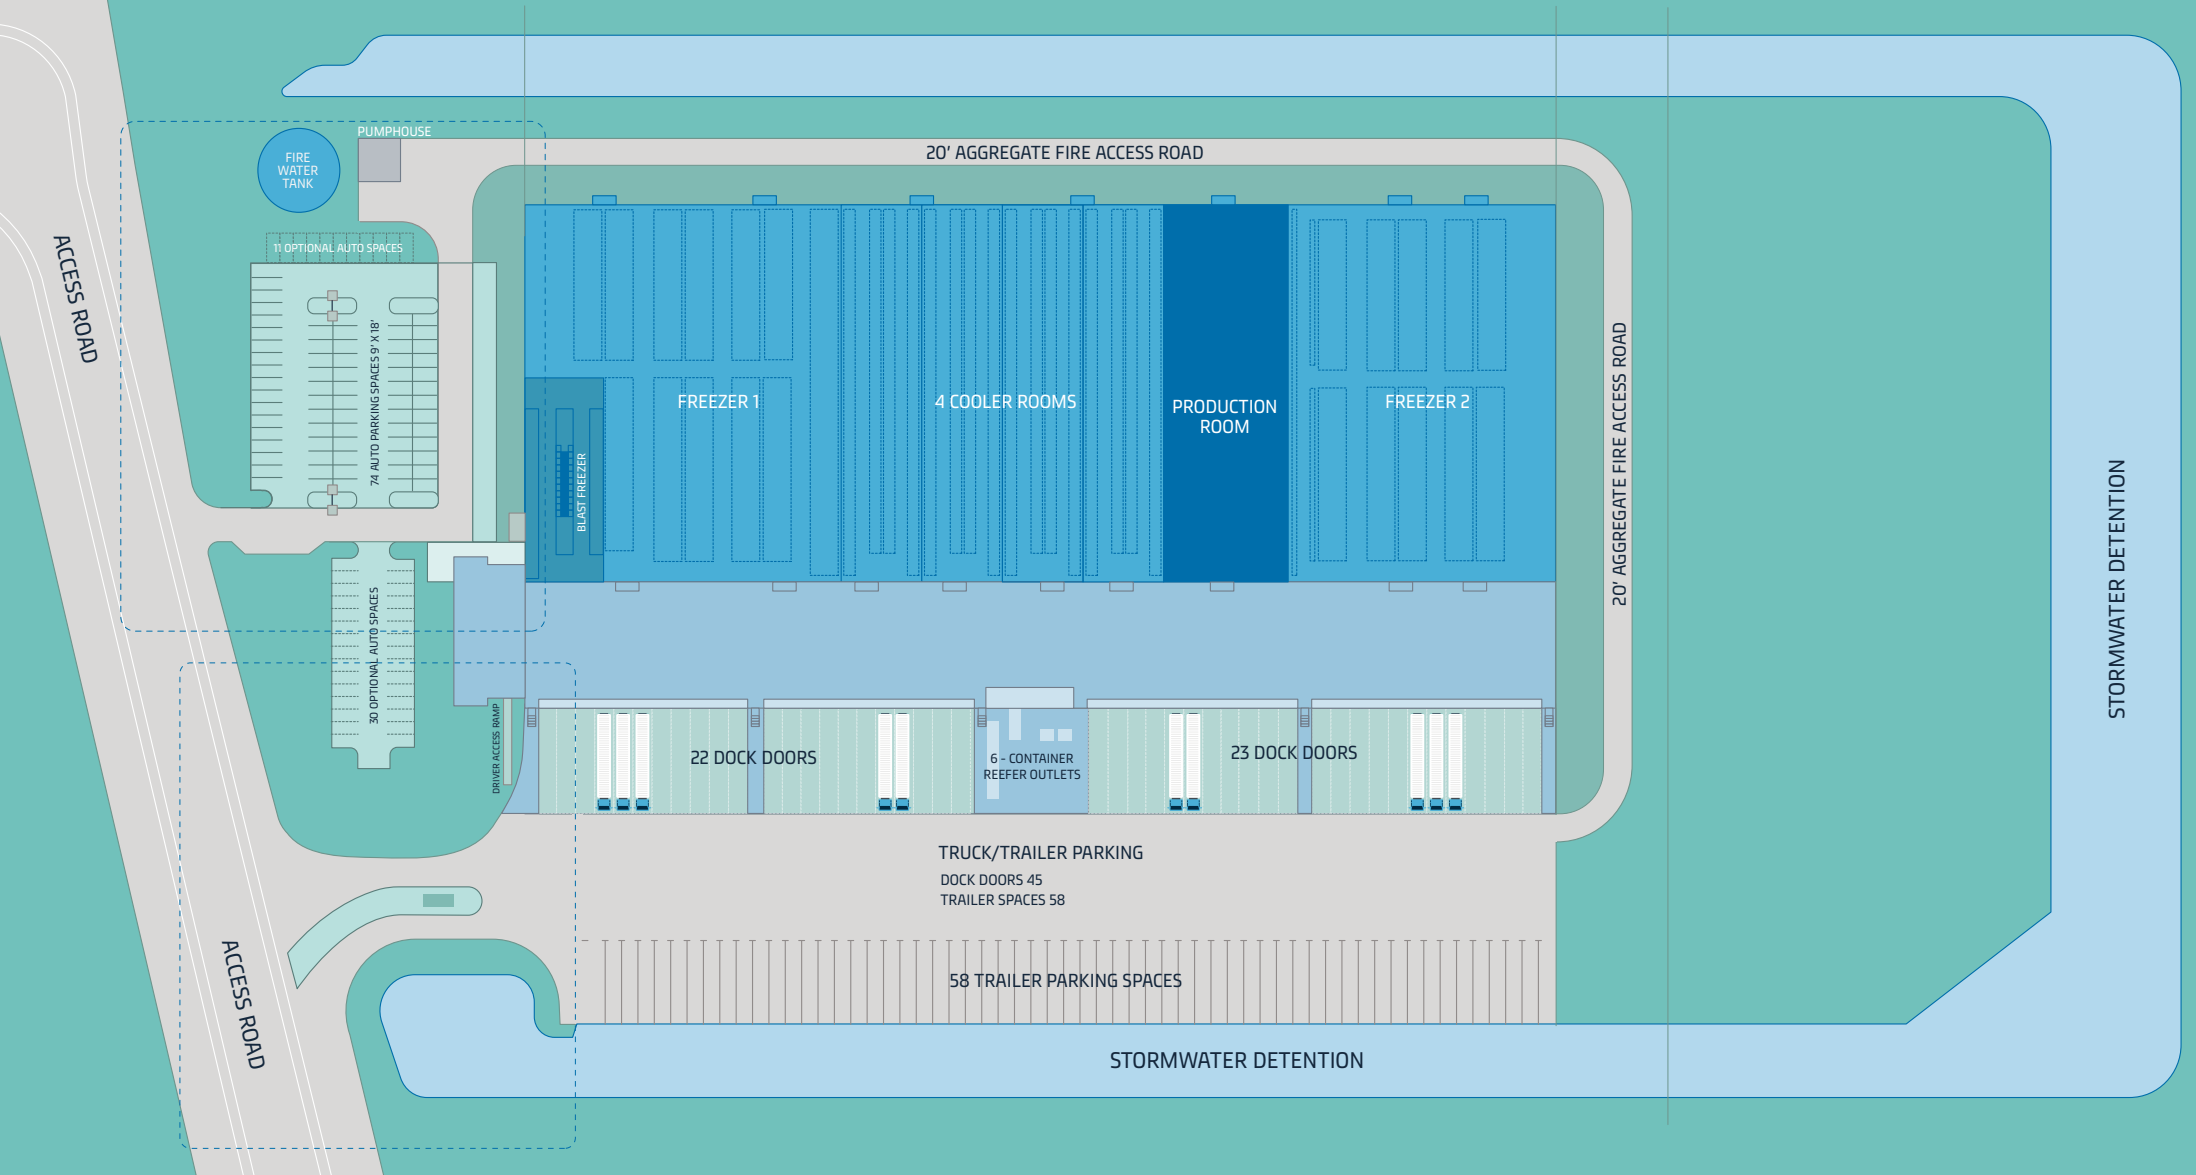 PUMPHOUSE
FIRE
WATER
TANK
20' AGGREGATE FIRE ACCESS ROAD
11 OPTIONAL AUTO SPACES
ACCESS ROAD
74 AUTO PARKING SPACES 9' X 18'
FREEZER 1
4 COOLER ROOMS
PRODUCTION
ROOM
FREEZER 2
BLAST FREEZER
20' AGGREGATE FIRE ACCESS ROAD
STORMWATER DETENTION
30 OPTIONAL AUTO SPACES
DRIVER ACCESS RAMP
22 DOCK DOORS
6 - CONTAINER
REEFER OUTLETS
23 DOCK DOORS
TRUCK/TRAILER PARKING
DOCK DOORS 45
TRAILER SPACES 58
ACCESS ROAD
58 TRAILER PARKING SPACES
STORMWATER DETENTION